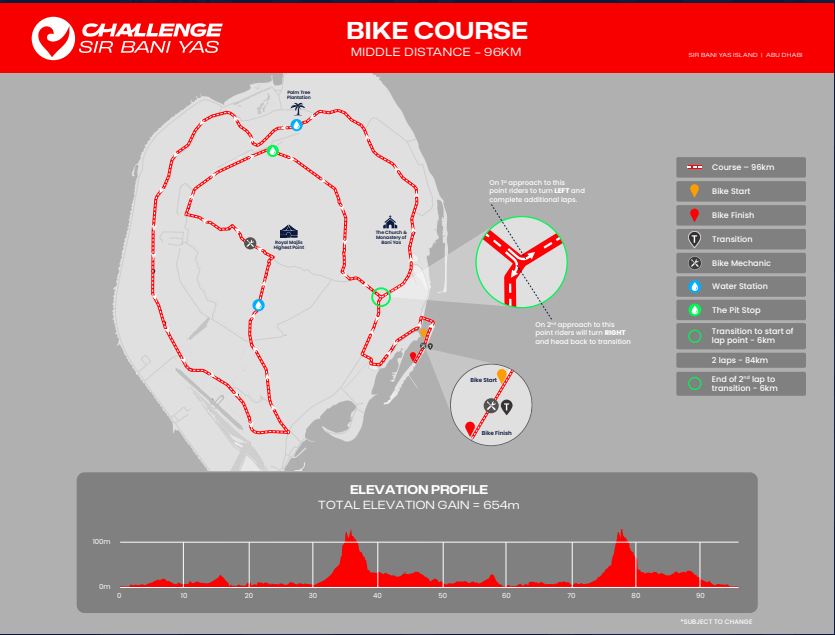 CHALLENGE
SIR BANI YAS
BIKE COURSE
MIDDLE DISTANCE - 96KM
SIR BANI YAS ISLAND | ABU DHABI
Palm Tree
Plantation
The Church &
Monastery of
Bani Yas
Royal Majlis
Highest Point
On 1st approach to this
point riders to turn LEFT and
complete additional laps.
On 2nd approach to this
point riders will turn RIGHT
and head back to transition
Bike Start
T
Bike Finish
Course – 96km
Bike Start
Bike Finish
T
Transition
Bike Mechanic
Water Station
The Pit Stop
Transition to start of
lap point - 6km
2 laps - 84km
End of 2nd lap to
transition - 6km
ELEVATION PROFILE
TOTAL ELEVATION GAIN = 654m
100m
0m
0 10 20 30 40 50 60 70 80 90
*SUBJECT TO CHANGE